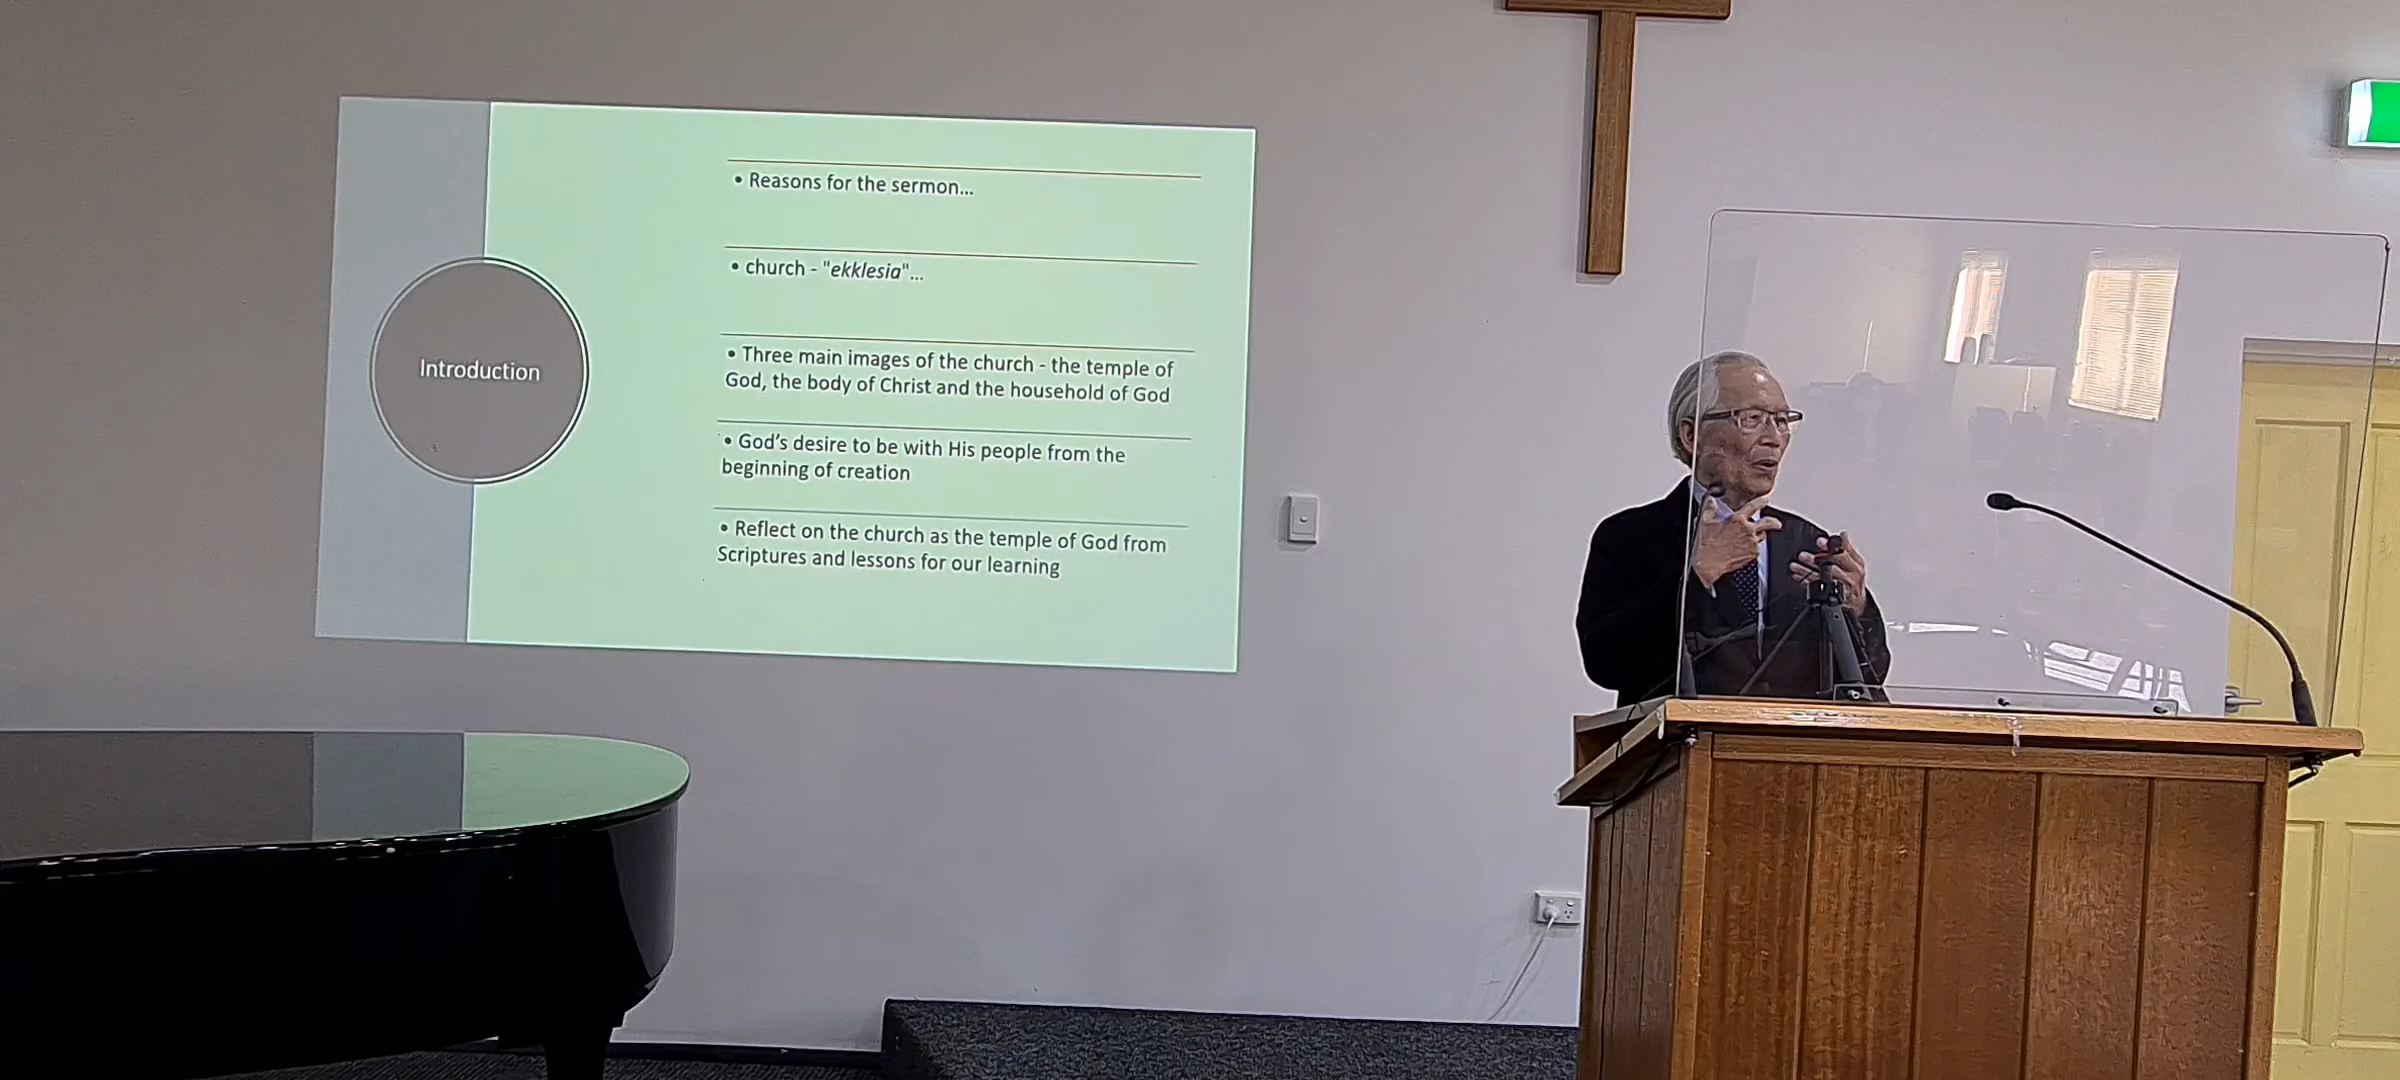 Introduction
• Reasons for the sermon...
• church - "ekklesia"...
• Three main images of the church - the temple of
God, the body of Christ and the household of God
• God’s desire to be with His people from the
beginning of creation
• Reflect on the church as the temple of God from
Scriptures and lessons for our learning